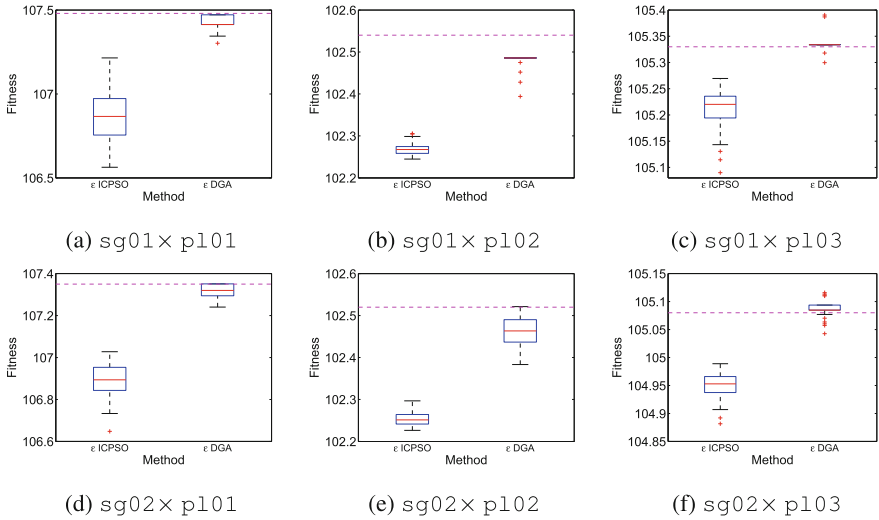 107.5
107
106.5
Fitness
ε ICPSO
ε DGA
Method
(a) sg01× pl01
102.6
102.5
102.4
102.3
102.2
Fitness
ε ICPSO
ε DGA
Method
(b) sg01× pl02
105.4
105.35
105.3
105.25
105.2
105.15
105.1
Fitness
ε ICPSO
ε DGA
Method
(c) sg01× pl03
107.4
107.2
107
106.8
106.6
Fitness
ε ICPSO
ε DGA
Method
(d) sg02× pl01
102.6
102.5
102.4
102.3
102.2
Fitness
ε ICPSO
ε DGA
Method
(e) sg02× pl02
105.15
105.1
105.05
105
104.95
104.9
104.85
Fitness
ε ICPSO
ε DGA
Method
(f) sg02× pl03